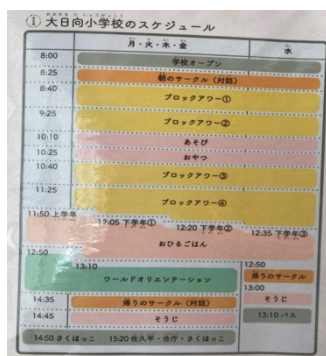 大日向小学校のスケジュール
月・火・木・金 水
8:00 学校オープン
8:25 朝のサークル（対話）
8:40 ブロックアワー①
9:25 ブロックアワー②
10:10 あそび
10:25 おやつ
10:40 ブロックアワー③
11:25 ブロックアワー④
11:50 上学年 12:05 下学年① 12:20 下学年② 12:35 下学年③
おひるごはん
12:50 12:50
13:10 帰りのサークル
ワールドオリエンテーション 13:00
14:35 帰りのサークル（対話） そうじ
14:45 そうじ 13:10 バス
14:50 さくほっこ 15:20 佐久平・台庁・さくほっこ